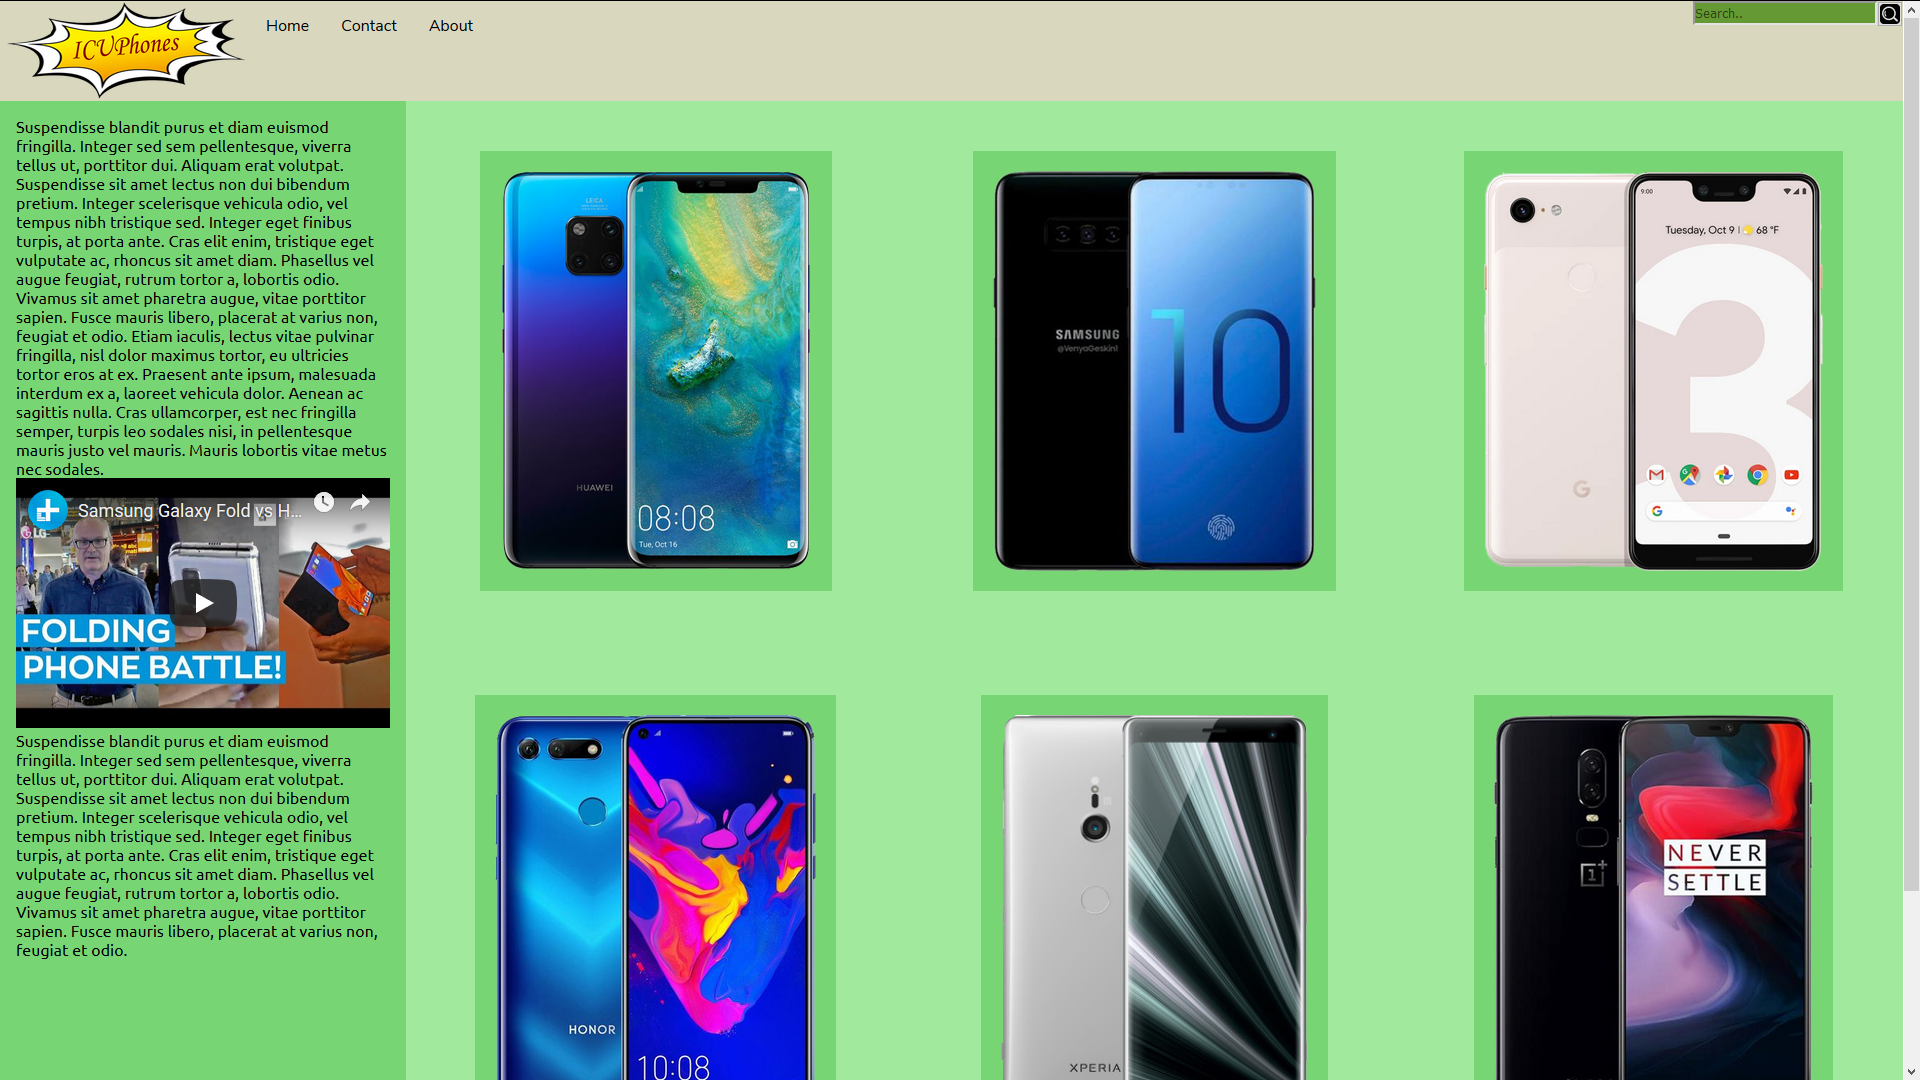 ICUPhones
Home
Contact
About
Search..
Suspendisse blandit purus et diam euismod
fringilla. Integer sed sem pellentesque, viverra
tellus ut, porttitor dui. Aliquam erat volutpat.
Suspendisse sit amet lectus non dui bibendum
pretium. Integer scelerisque vehicula odio, vel
tempus nibh tristique sed. Integer eget finibus
turpis, at porta ante. Cras elit enim, tristique eget
vulputate ac, rhoncus sit amet diam. Phasellus vel
augue feugiat, rutrum tortor a, lobortis odio.
Vivamus sit amet pharetra augue, vitae porttitor
sapien. Fusce mauris libero, placerat at varius non,
feugiat et odio. Etiam iaculis, lectus vitae pulvinar
fringilla, nisl dolor maximus tortor, eu ultricies
tortor eros at ex. Praesent ante ipsum, malesuada
interdum ex a, laoreet vehicula dolor. Aenean ac
sagittis nulla. Cras ullamcorper, est nec fringilla
semper, turpis leo sodales nisi, in pellentesque
mauris justo vel mauris. Mauris lobortis vitae metus
nec sodales.
Samsung Galaxy Fold vs H...
LG
FOLDING
PHONE BATTLE!
Suspendisse blandit purus et diam euismod
fringilla. Integer sed sem pellentesque, viverra
tellus ut, porttitor dui. Aliquam erat volutpat.
Suspendisse sit amet lectus non dui bibendum
pretium. Integer scelerisque vehicula odio, vel
tempus nibh tristique sed. Integer eget finibus
turpis, at porta ante. Cras elit enim, tristique eget
vulputate ac, rhoncus sit amet diam. Phasellus vel
augue feugiat, rutrum tortor a, lobortis odio.
Vivamus sit amet pharetra augue, vitae porttitor
sapien. Fusce mauris libero, placerat at varius non,
feugiat et odio.
LEICA
HUAWEI
08:08
Tue, Oct 16
SAMSUNG
@VenyaGeskin1
10
9:00
Tuesday, Oct 9 | 68 °F
3
G
HONOR
10:08
XPERIA
NEVER
SETTLE